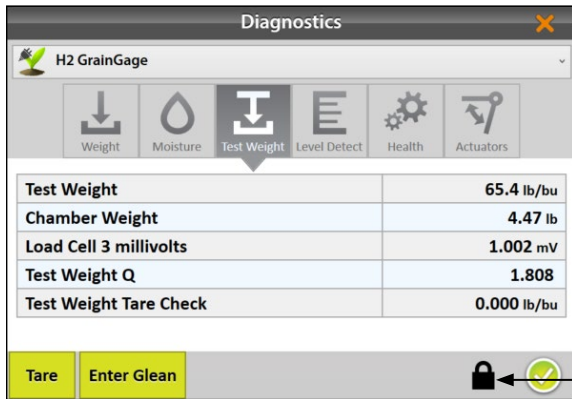 Diagnostics
H2 GrainGage
Weight Moisture Test Weight Level Detect Health Actuators
Test Weight 65.4 lb/bu
Chamber Weight 4.47 lb
Load Cell 3 millivolts 1.002 mV
Test Weight Q 1.808
Test Weight Tare Check 0.000 lb/bu
Tare Enter Glean